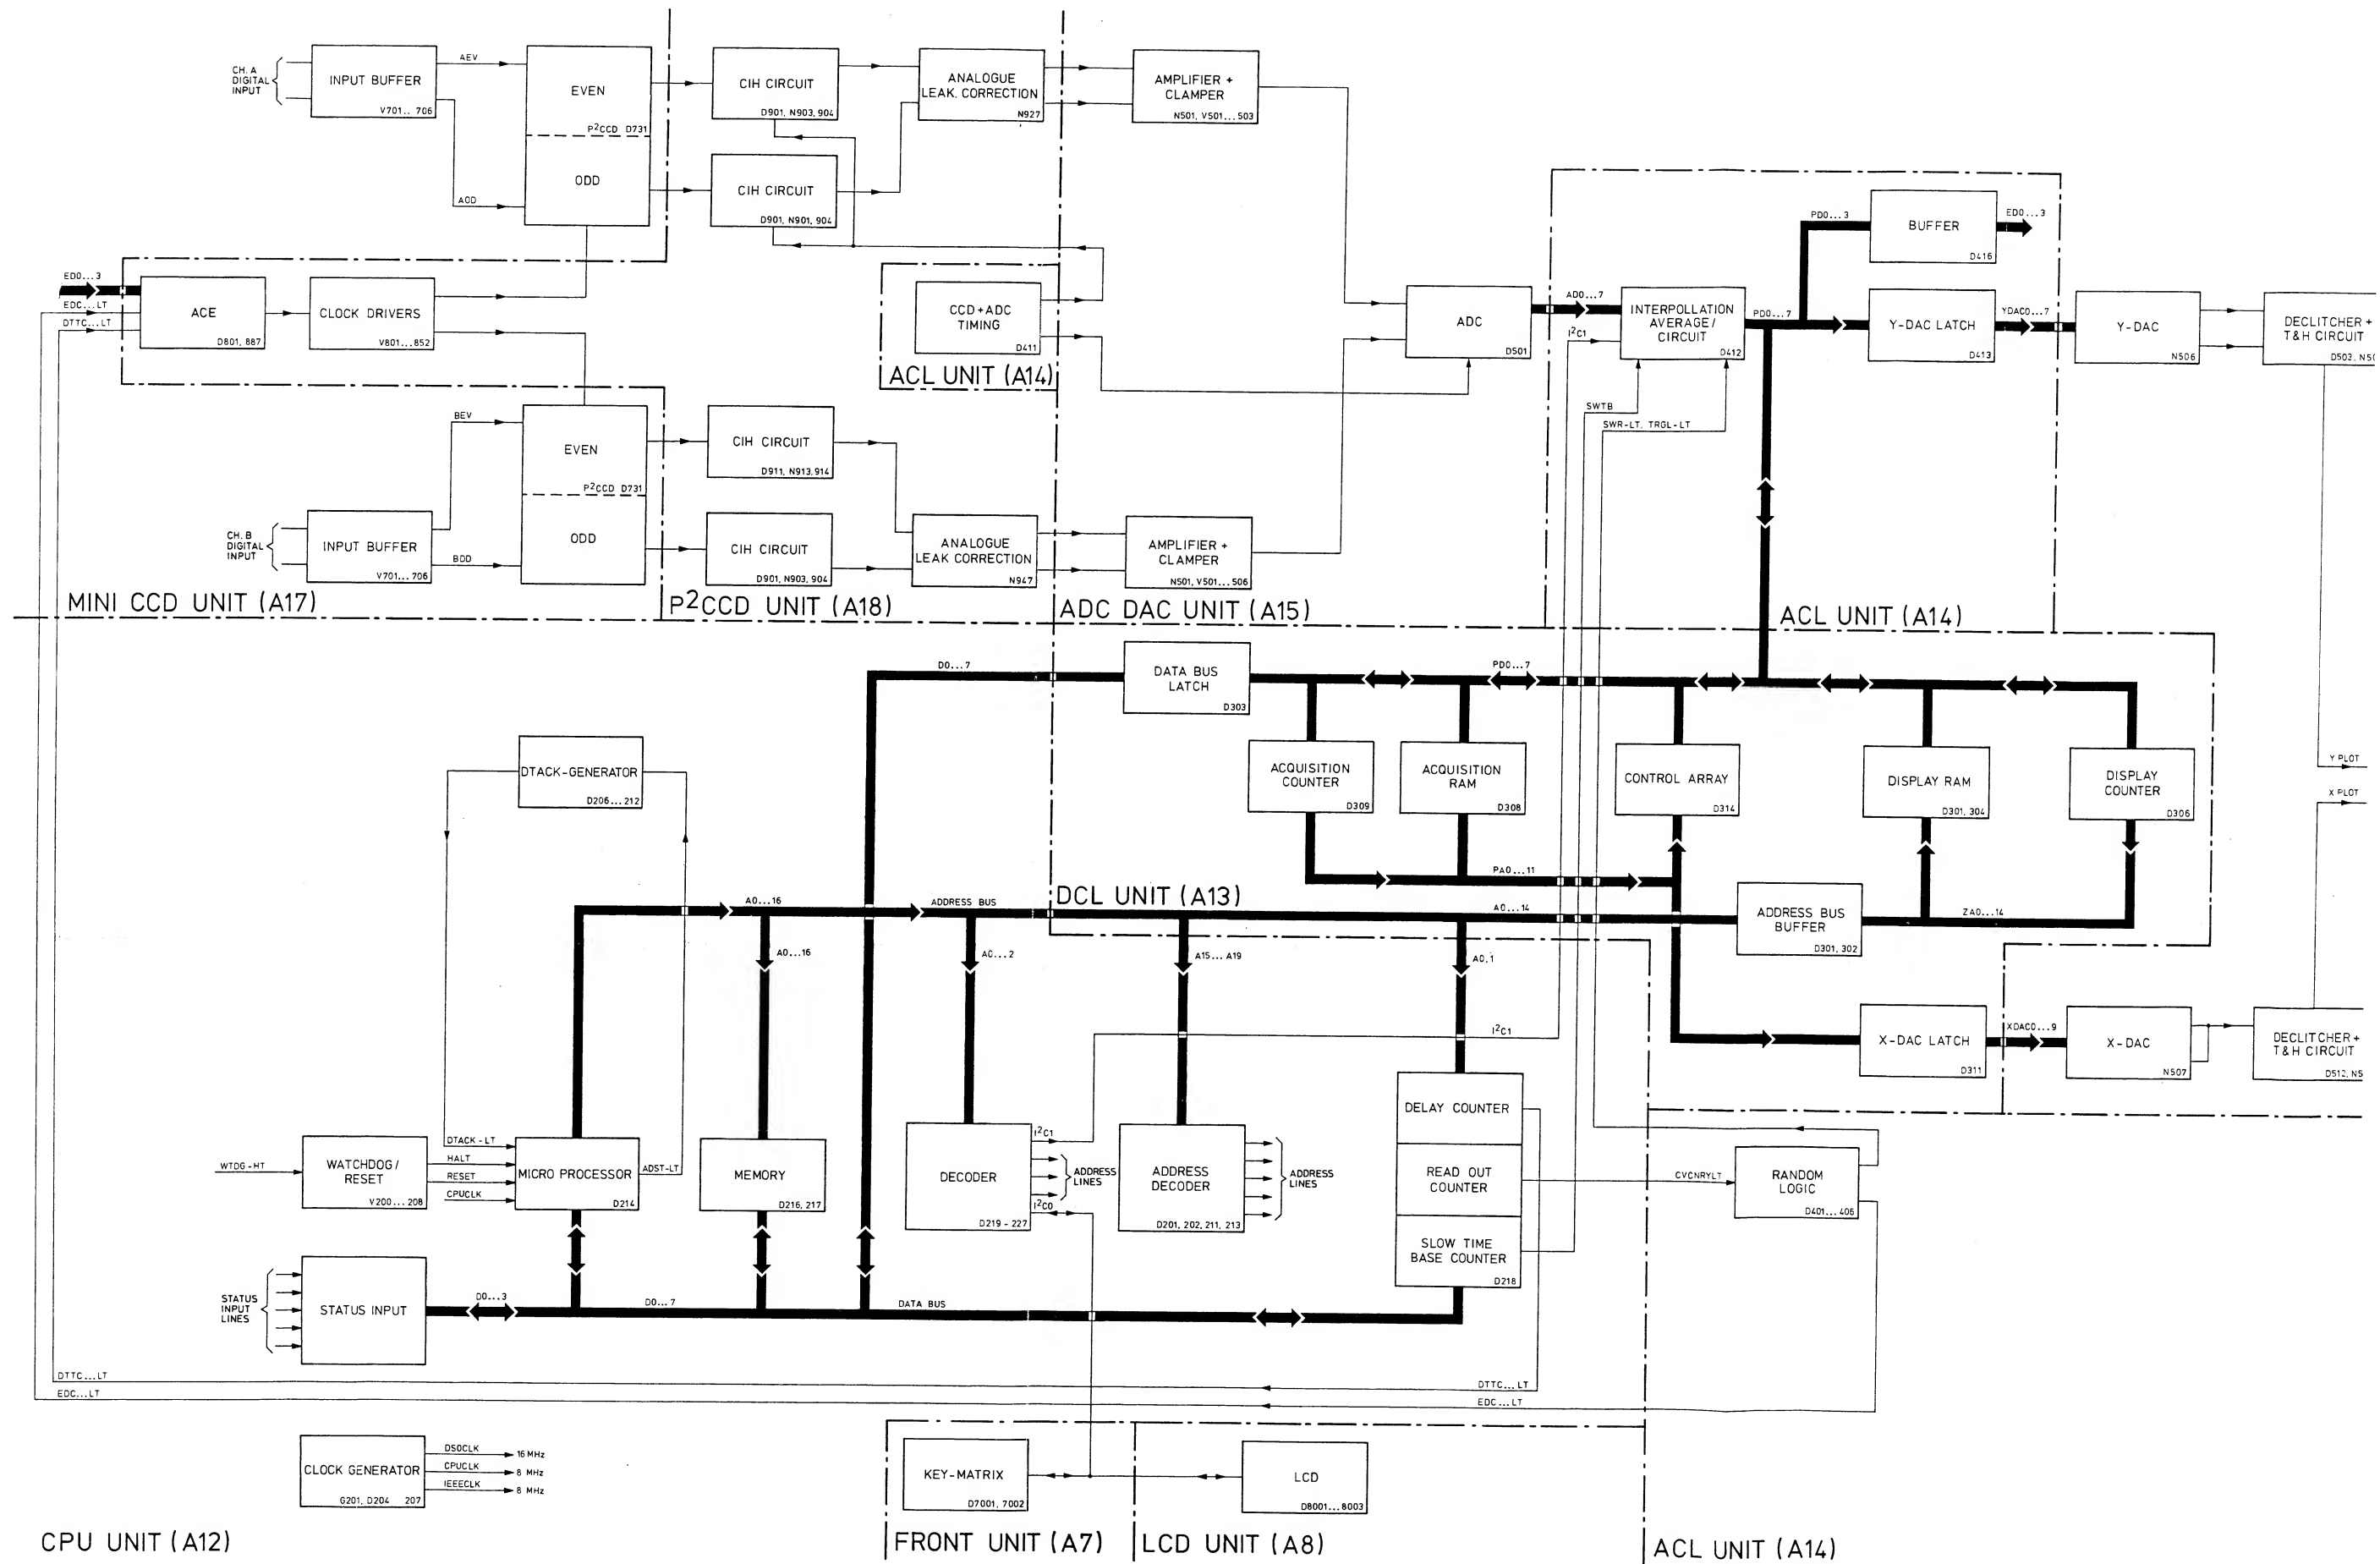 CH. A
DIGITAL
INPUT
INPUT BUFFER
V701.. 706
AEV
AOD
EVEN
P²CCD D731
ODD
CIH CIRCUIT
D901, N903, 904
CIH CIRCUIT
D901, N901, 904
ANALOGUE
LEAK. CORRECTION
N927
AMPLIFIER +
CLAMPER
N501, V501...503
ED0...3
EDC...LT
DTTC...LT
ACE
D801, 887
CLOCK DRIVERS
V801...852
CCD+ADC
TIMING
D411
ACL UNIT (A14)
ADC
D501
AD0...7
I²C1
INTERPOLLATION
AVERAGE/
CIRCUIT
D412
PD0...7
PD0...3
BUFFER
D416
ED0...3
Y-DAC LATCH
D413
YDAC0...7
Y-DAC
N506
DECLITCHER +
T&H CIRCUIT
D503, N50
SWTB
SWR-LT, TRGL-LT
BEV
EVEN
P²CCD D731
ODD
CIH CIRCUIT
D911, N913,914
CH. B
DIGITAL
INPUT
INPUT BUFFER
V701... 706
BDD
CIH CIRCUIT
D901, N903, 904
ANALOGUE
LEAK CORRECTION
N947
AMPLIFIER +
CLAMPER
N501, V501...506
MINI CCD UNIT (A17)
P²CCD UNIT (A18)
ADC DAC UNIT (A15)
ACL UNIT (A14)
D0...7
DATA BUS
LATCH
D303
PD0...7
DTACK-GENERATOR
D206...212
ACQUISITION
COUNTER
D309
ACQUISITION
RAM
D308
CONTROL ARRAY
D314
DISPLAY RAM
D301, 304
DISPLAY
COUNTER
D306
Y PLOT
X PLOT
PA0...11
DCL UNIT (A13)
A0...16
ADDRESS BUS
A0...14
ADDRESS BUS
BUFFER
D301, 302
ZA0...14
A0...16
A0...2
A15... A19
A0,1
I²C1
X-DAC LATCH
D311
XDAC0...9
X-DAC
N507
DECLITCHER +
T&H CIRCUIT
D512, N5
WTDG-HT
WATCHDOG/
RESET
V200...208
DTACK-LT
HALT
RESET
CPUCLK
MICRO PROCESSOR
D214
ADST-LT
MEMORY
D216, 217
DECODER
D219 - 227
I²C1
ADDRESS
LINES
I²C0
ADDRESS
DECODER
D201, 202, 211, 213
ADDRESS
LINES
DELAY COUNTER
READ OUT
COUNTER
SLOW TIME
BASE COUNTER
D218
CVCNRYLT
RANDOM
LOGIC
D401... 406
STATUS
INPUT
LINES
STATUS INPUT
D0...3
D0...7
DATA BUS
DTTC...LT
EDC...LT
DTTC...LT
EDC...LT
CLOCK GENERATOR
G201, D204 207
DSOCLK
16 MHz
CPUCLK
8 MHz
IEEECLK
8 MHz
KEY-MATRIX
D7001, 7002
LCD
D8001...8003
CPU UNIT (A12)
FRONT UNIT (A7)
LCD UNIT (A8)
ACL UNIT (A14)